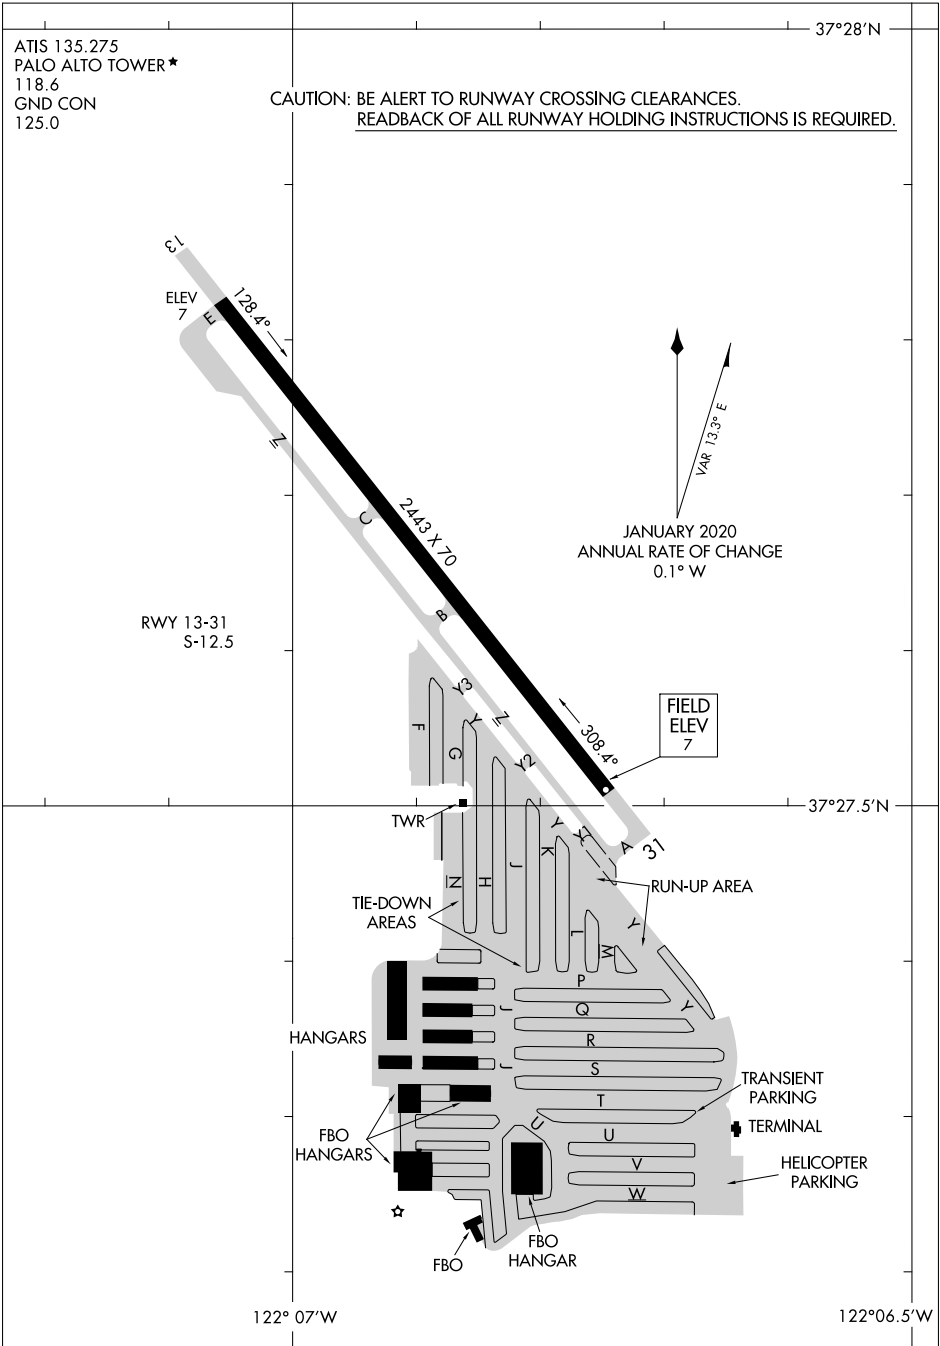 37°28'N
ATIS 135.275
PALO ALTO TOWER★
118.6
GND CON
125.0
CAUTION: BE ALERT TO RUNWAY CROSSING CLEARANCES.
READBACK OF ALL RUNWAY HOLDING INSTRUCTIONS IS REQUIRED.
13
ELEV
7
E
128.4°
VAR 13.3° E
Z
C
2443 X 70
JANUARY 2020
ANNUAL RATE OF CHANGE
0.1° W
RWY 13-31
S-12.5
B
Y3
F
G
Y
Z
Y2
308.4°
FIELD
ELEV
7
37°27.5'N
TWR
Y
Y1
A
31
K
J
H
N
RUN-UP AREA
TIE-DOWN
AREAS
L
M
Y
P
Q
Y
J
R
HANGARS
S
J
T
TRANSIENT
PARKING
U
U
TERMINAL
FBO
HANGARS
V
HELICOPTER
PARKING
W
FBO
HANGAR
FBO
122° 07'W
122°06.5'W